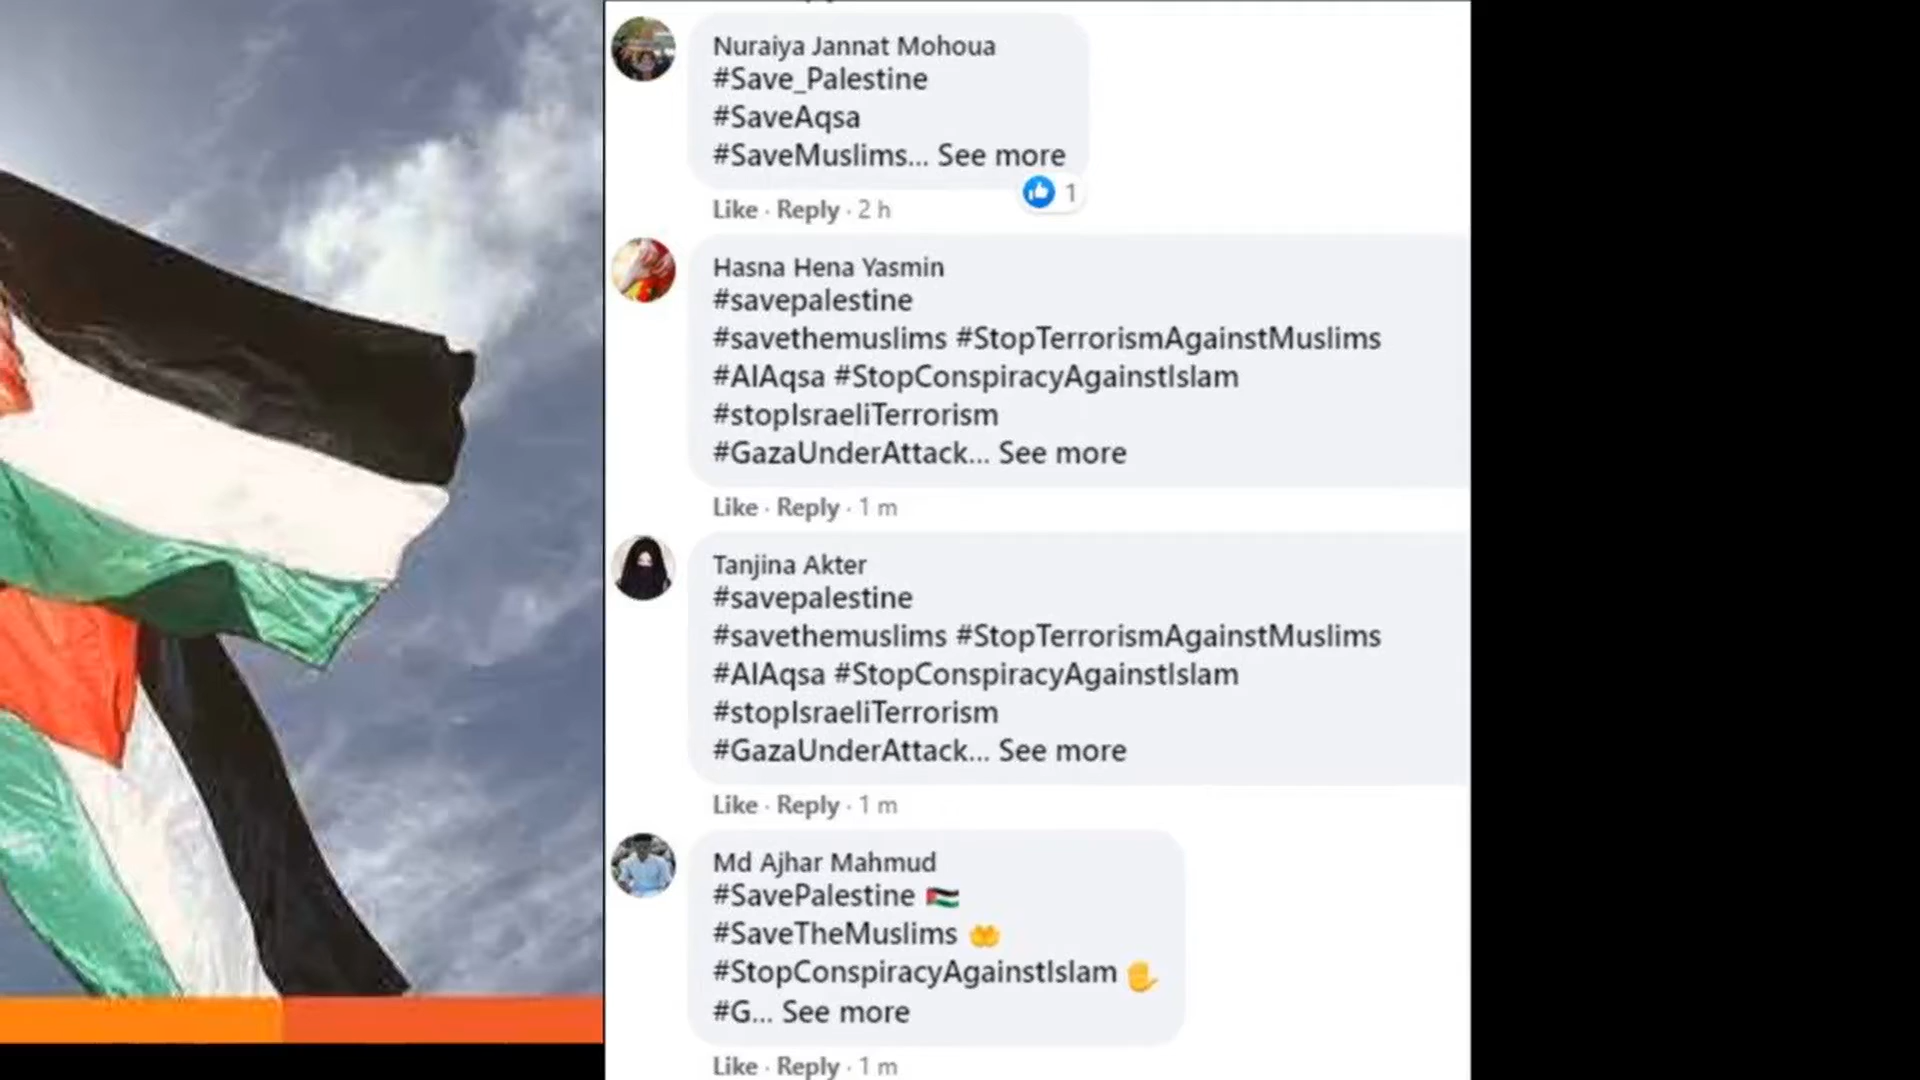 Nuraiya Jannat Mohoua
#Save_Palestine
#SaveAqsa
#SaveMuslims... See more
1
Like · Reply · 2 h
Hasna Hena Yasmin
#savepalestine
#savethemuslims #StopTerrorismAgainstMuslims
#AlAqsa #StopConspiracyAgainstIslam
#stopIsraeliTerrorism
#GazaUnderAttack... See more
Like · Reply · 1 m
Tanjina Akter
#savepalestine
#savethemuslims #StopTerrorismAgainstMuslims
#AlAqsa #StopConspiracyAgainstIslam
#stopIsraeliTerrorism
#GazaUnderAttack... See more
Like · Reply · 1 m
Md Ajhar Mahmud
#SavePalestine 🇵🇸
#SaveTheMuslims 🤲
#StopConspiracyAgainstIslam ✋
#G... See more
Like · Reply · 1 m